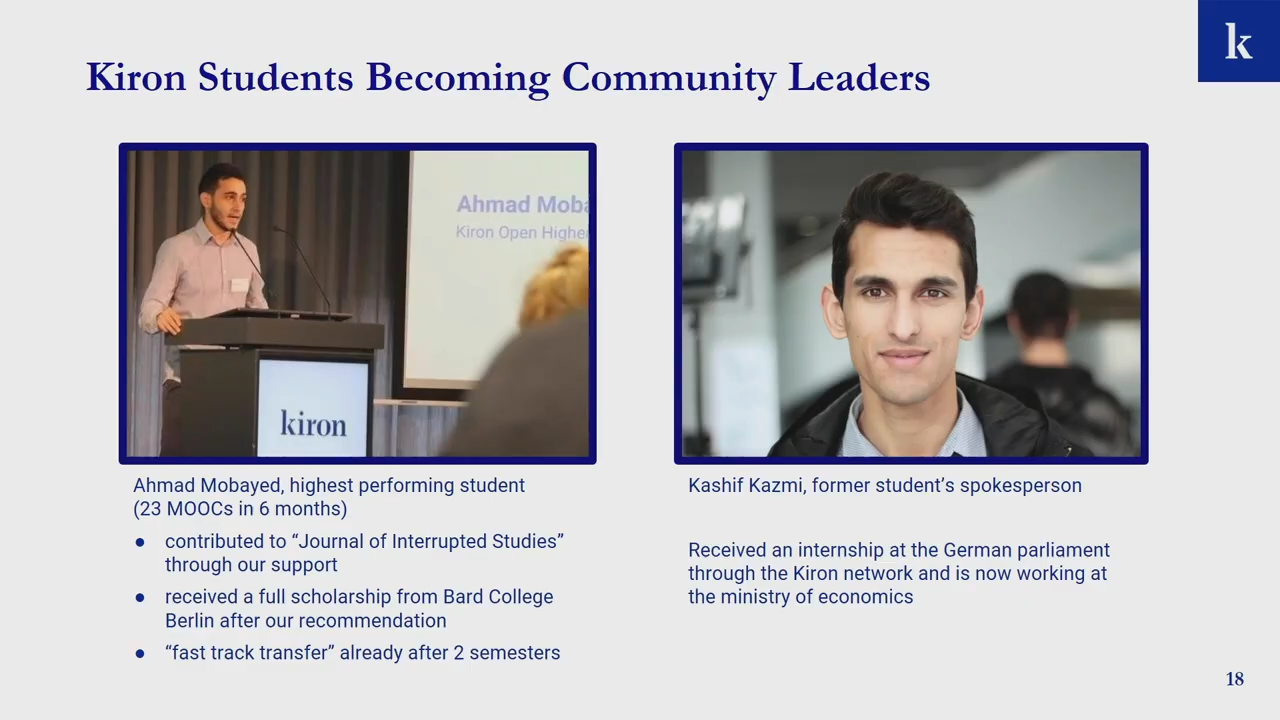 k
Kiron Students Becoming Community Leaders
Ahmad Moba
Kiron Open Higher
kiron
Ahmad Mobayed, highest performing student
(23 MOOCs in 6 months)
● contributed to “Journal of Interrupted Studies”
through our support
● received a full scholarship from Bard College
Berlin after our recommendation
● “fast track transfer” already after 2 semesters
Kashif Kazmi, former student’s spokesperson
Received an internship at the German parliament
through the Kiron network and is now working at
the ministry of economics
18